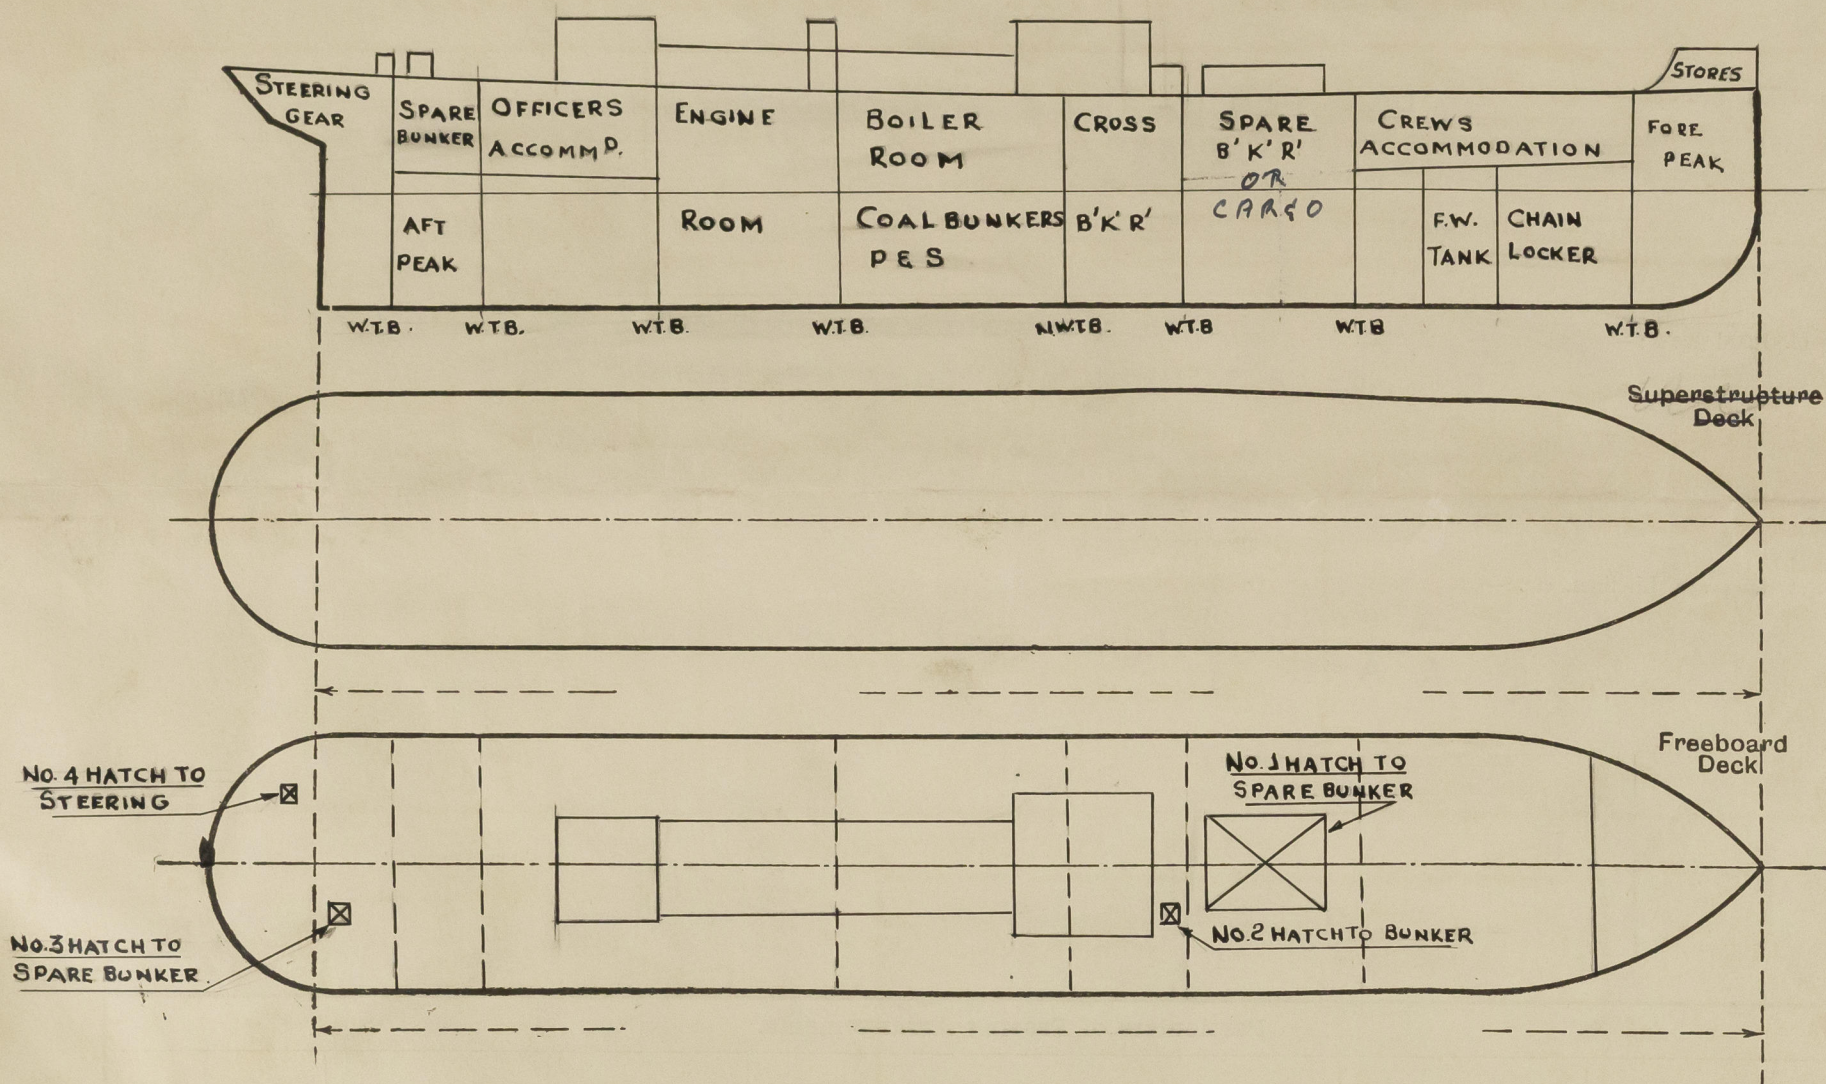 STORES
STEERING
GEAR
SPARE
BUNKER
OFFICERS
ACCOMMD.
ENGINE
BOILER
ROOM
CROSS
SPARE
B'K'R'
OR
CARGO
CREWS
ACCOMMODATION
FORE
PEAK
AFT
PEAK
ROOM
COAL BUNKERS
P & S
B'K'R'
F.W.
TANK
CHAIN
LOCKER
W.T.B.
W.T.B.
W.T.B.
W.T.B.
N.W.T.B.
W.T.B
W.T.B
W.T.B.
Superstructure
Deck
Freeboard
Deck
No. 4 HATCH TO
STEERING
No. 1 HATCH TO
SPARE BUNKER
No. 3 HATCH TO
SPARE BUNKER
No. 2 HATCH TO BUNKER